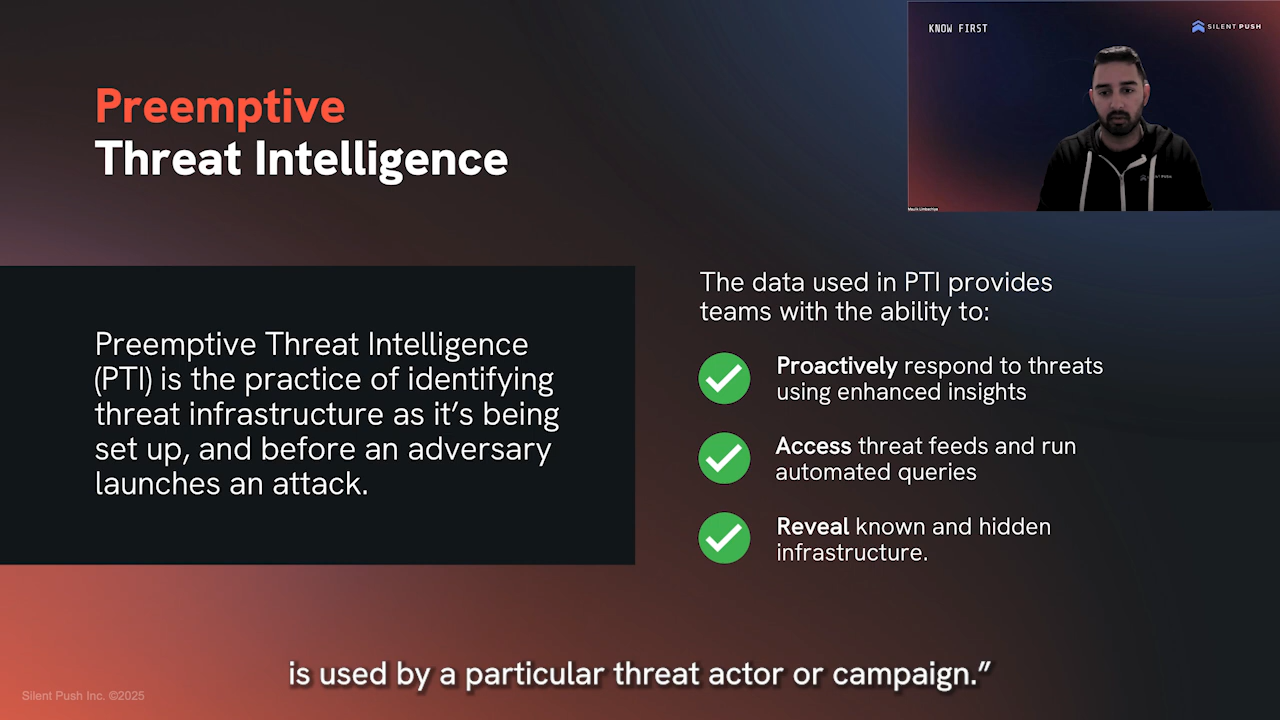 KNOW FIRST
SILENT PUSH
Preemptive
Threat Intelligence
SILENT PUSH
Preemptive Threat Intelligence
(PTI) is the practice of identifying
threat infrastructure as it’s being
set up, and before an adversary
launches an attack.
The data used in PTI provides
teams with the ability to:
Proactively respond to threats
using enhanced insights
Access threat feeds and run
automated queries
Reveal known and hidden
infrastructure.
is used by a particular threat actor or campaign.”
Silent Push Inc. ©2025